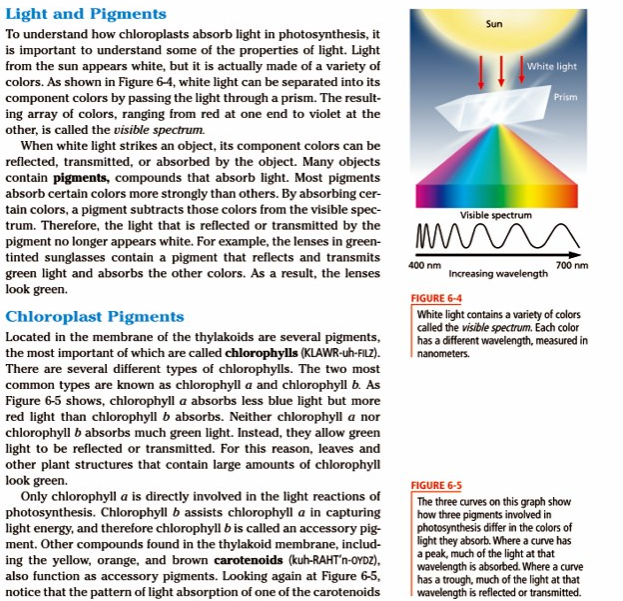 Light and Pigments
To understand how chloroplasts absorb light in photosynthesis, it
is important to understand some of the properties of light. Light
from the sun appears white, but it is actually made of a variety of
colors. As shown in Figure 6-4, white light can be separated into its
component colors by passing the light through a prism. The result-
ing array of colors, ranging from red at one end to violet at the
other, is called the visible spectrum.
When white light strikes an object, its component colors can be
reflected, transmitted, or absorbed by the object. Many objects
contain pigments, compounds that absorb light. Most pigments
absorb certain colors more strongly than others. By absorbing cer-
tain colors, a pigment subtracts those colors from the visible spec-
trum. Therefore, the light that is reflected or transmitted by the
pigment no longer appears white. For example, the lenses in green-
tinted sunglasses contain a pigment that reflects and transmits
green light and absorbs the other colors. As a result, the lenses
look green.
Chloroplast Pigments
Located in the membrane of the thylakoids are several pigments,
the most important of which are called chlorophylls (KLAWR-uh-FILZ).
There are several different types of chlorophylls. The two most
common types are known as chlorophyll a and chlorophyll b. As
Figure 6-5 shows, chlorophyll a absorbs less blue light but more
red light than chlorophyll b absorbs. Neither chlorophyll a nor
chlorophyll b absorbs much green light. Instead, they allow green
light to be reflected or transmitted. For this reason, leaves and
other plant structures that contain large amounts of chlorophyll
look green.
Only chlorophyll a is directly involved in the light reactions of
photosynthesis. Chlorophyll b assists chlorophyll a in capturing
light energy, and therefore chlorophyll b is called an accessory pig-
ment. Other compounds found in the thylakoid membrane, includ-
ing the yellow, orange, and brown carotenoids (kuh-RAHT'n-OYDZ),
also function as accessory pigments. Looking again at Figure 6-5,
notice that the pattern of light absorption of one of the carotenoids
Sun
White light
Prism
Visible spectrum
400 nm
700 nm
Increasing wavelength
FIGURE 6-4
White light contains a variety of colors
called the visible spectrum. Each color
has a different wavelength, measured in
nanometers.
FIGURE 6-5
The three curves on this graph show
how three pigments involved in
photosynthesis differ in the colors of
light they absorb. Where a curve has
a peak, much of the light at that
wavelength is absorbed. Where a curve
has a trough, much of the light at that
wavelength is reflected or transmitted.